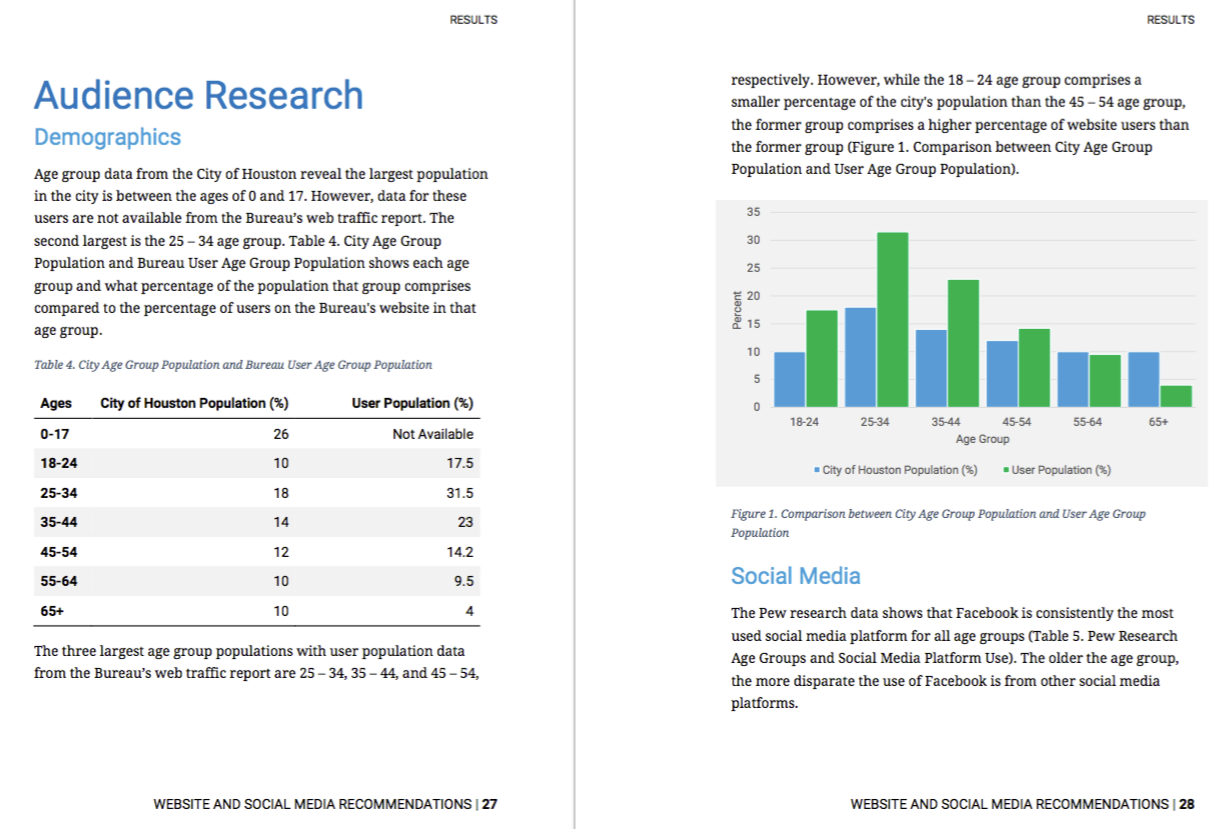 RESULTS
Audience Research
Demographics
Age group data from the City of Houston reveal the largest population
in the city is between the ages of 0 and 17. However, data for these
users are not available from the Bureau's web traffic report. The
second largest is the 25 – 34 age group. Table 4. City Age Group
Population and Bureau User Age Group Population shows each age
group and what percentage of the population that group comprises
compared to the percentage of users on the Bureau's website in that
age group.
Table 4. City Age Group Population and Bureau User Age Group Population
Ages City of Houston Population (%) User Population (%)
0-17 26 Not Available
18-24 10 17.5
25-34 18 31.5
35-44 14 23
45-54 12 14.2
55-64 10 9.5
65+ 10 4
The three largest age group populations with user population data
from the Bureau's web traffic report are 25 – 34, 35 – 44, and 45 – 54,
WEBSITE AND SOCIAL MEDIA RECOMMENDATIONS | 27
RESULTS
respectively. However, while the 18 – 24 age group comprises a
smaller percentage of the city's population than the 45 – 54 age group,
the former group comprises a higher percentage of website users than
the former group (Figure 1. Comparison between City Age Group
Population and User Age Group Population).
35
30
25
20
15
10
5
0
Percent
18-24 25-34 35-44 45-54 55-64 65+
Age Group
City of Houston Population (%) User Population (%)
Figure 1. Comparison between City Age Group Population and User Age Group
Population
Social Media
The Pew research data shows that Facebook is consistently the most
used social media platform for all age groups (Table 5. Pew Research
Age Groups and Social Media Platform Use). The older the age group,
the more disparate the use of Facebook is from other social media
platforms.
WEBSITE AND SOCIAL MEDIA RECOMMENDATIONS | 28